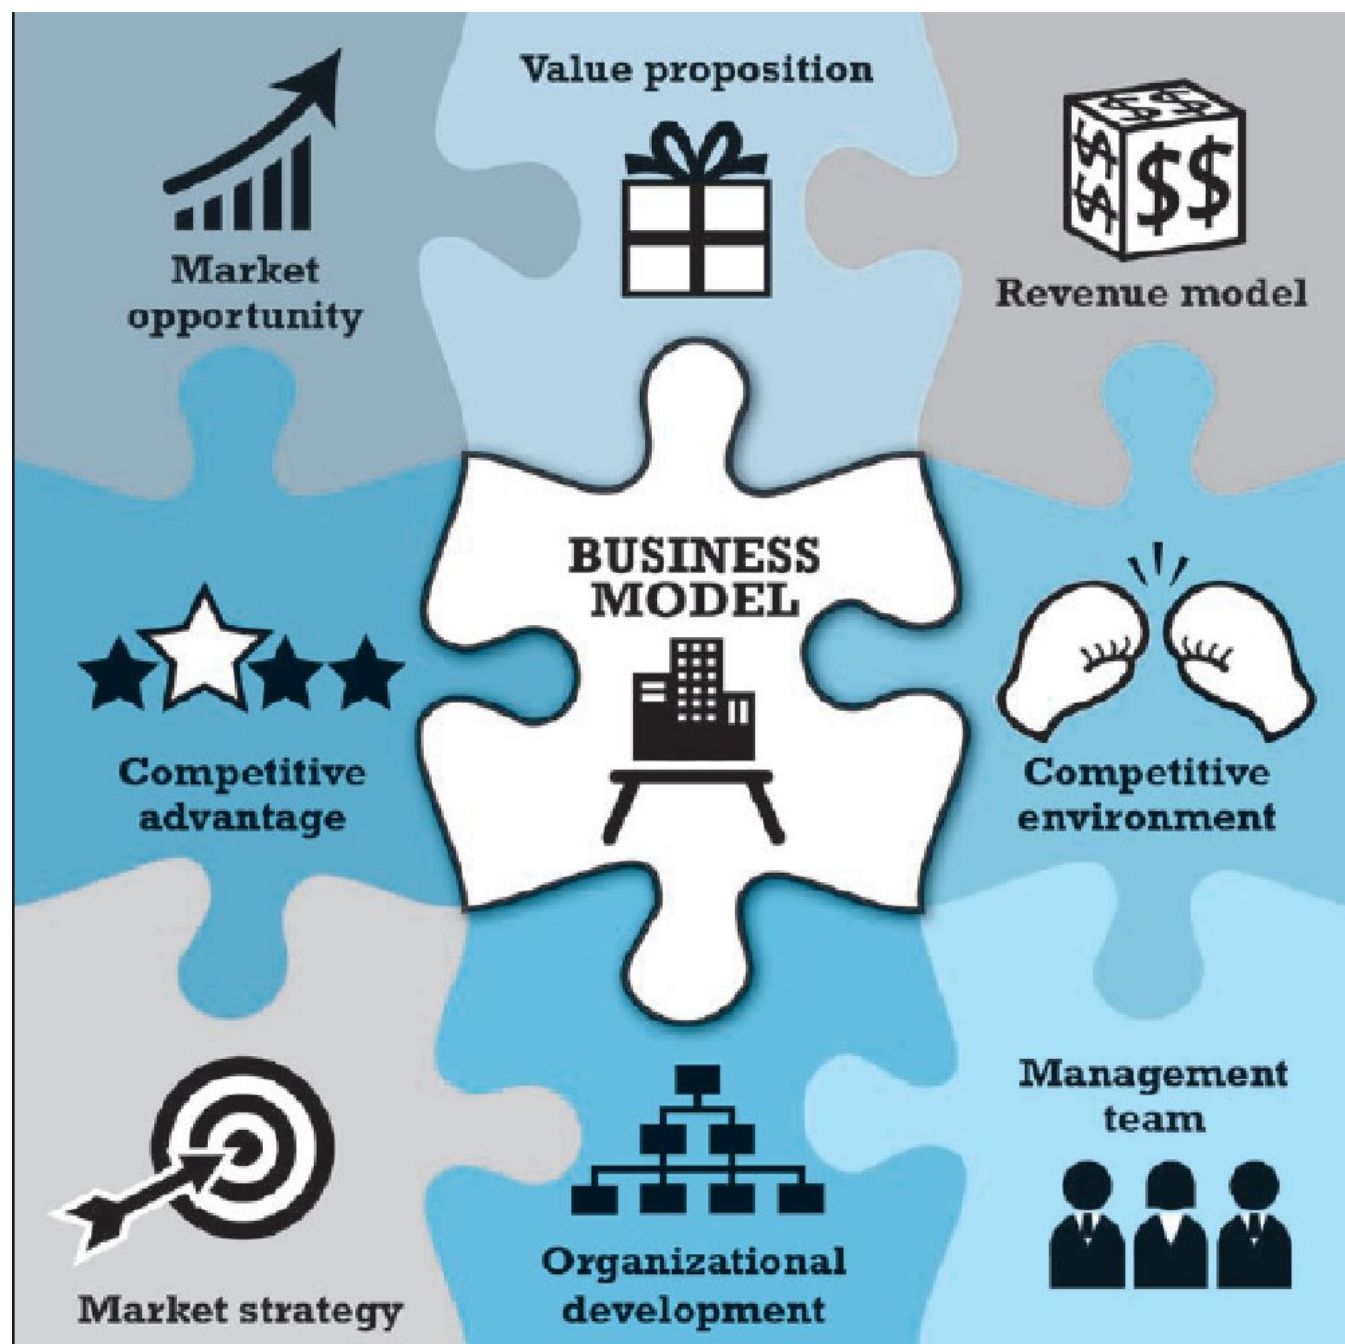 Value proposition
Market
opportunity
$$
$$
$$
Revenue model
BUSINESS
MODEL
Competitive
advantage
Competitive
environment
Management
team
Market strategy
Organizational
development